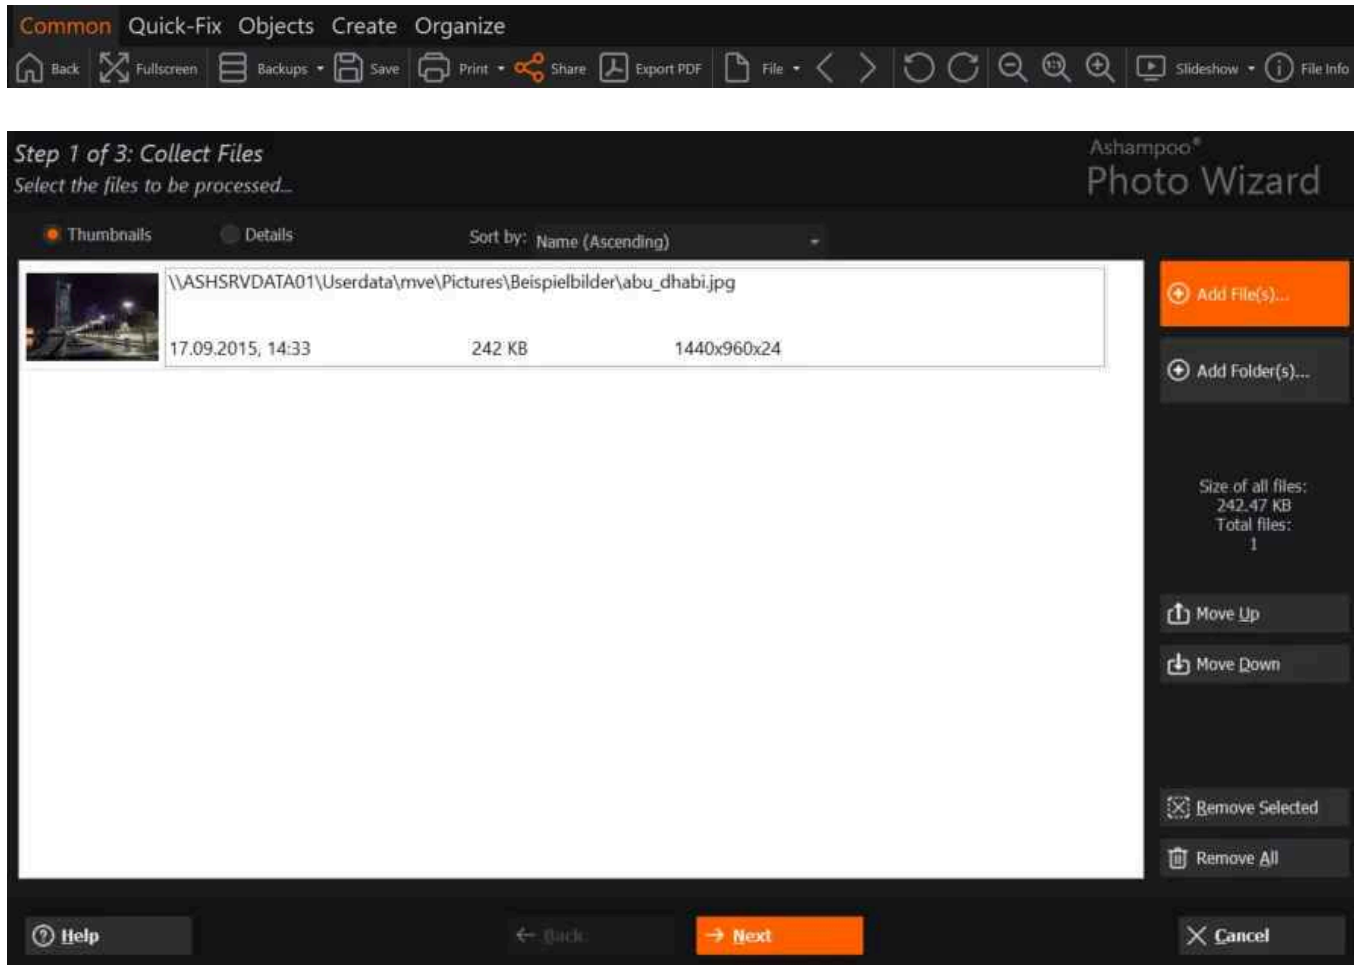 Common Quick-Fix Objects Create Organize
Back Fullscreen Backups Save Print Share Export PDF File 1:1 Slideshow File Info
Step 1 of 3: Collect Files
Select the files to be processed...
Ashampoo®
Photo Wizard
Thumbnails Details Sort by: Name (Ascending)
\\ASHSRVDATA01\Userdata\mve\Pictures\Beispielbilder\abu_dhabi.jpg
17.09.2015, 14:33 242 KB 1440x960x24
Add File(s)...
Add Folder(s)...
Size of all files:
242.47 KB
Total files:
1
Move Up
Move Down
Remove Selected
Remove All
Help Back Next Cancel